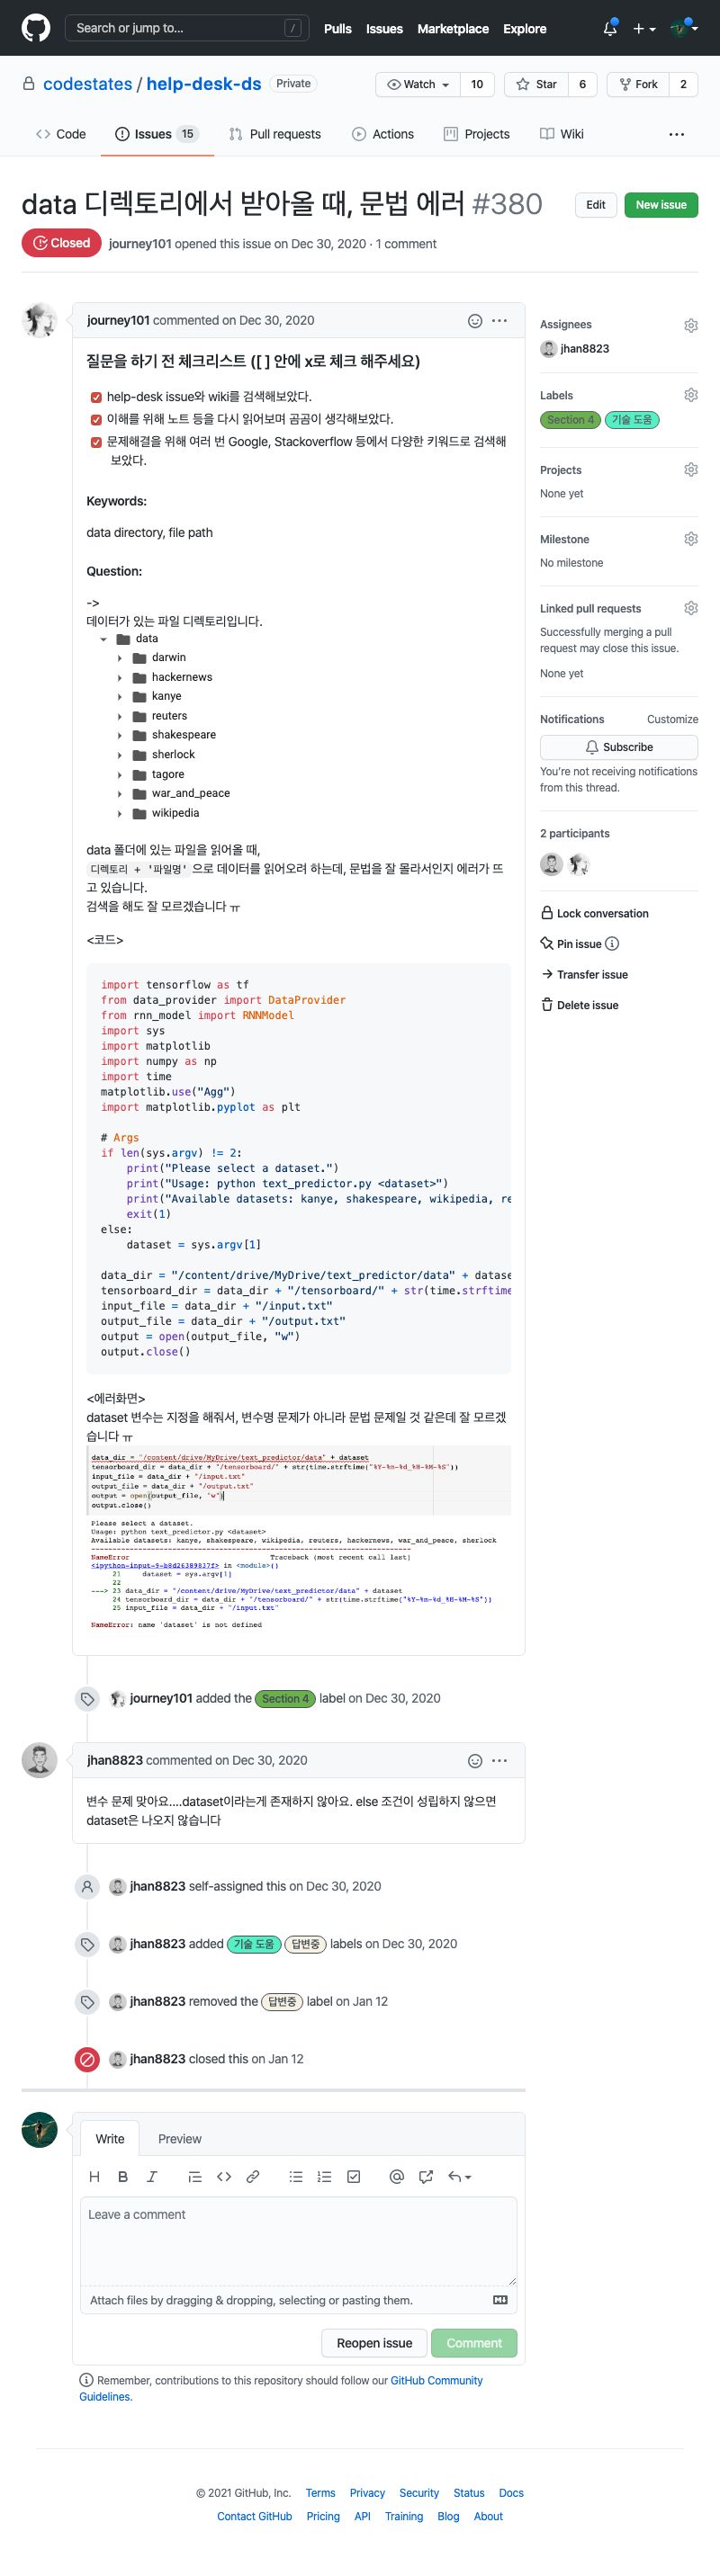 Search or jump to... /
Pulls Issues Marketplace Explore
codestates / help-desk-ds Private
Watch 10 Star 6 Fork 2
Code Issues 15 Pull requests Actions Projects Wiki
data 디렉토리에서 받아올 때, 문법 에러 #380
Edit New issue
Closed journey101 opened this issue on Dec 30, 2020 · 1 comment
journey101 commented on Dec 30, 2020
질문을 하기 전 체크리스트 ([ ] 안에 x로 체크 해주세요)
help-desk issue와 wiki를 검색해보았다.
이해를 위해 노트 등을 다시 읽어보며 곰곰이 생각해보았다.
문제해결을 위해 여러 번 Google, Stackoverflow 등에서 다양한 키워드로 검색해
보았다.
Keywords:
data directory, file path
Question:
->
데이터가 있는 파일 디렉토리입니다.
data
darwin
hackernews
kanye
reuters
shakespeare
sherlock
tagore
war_and_peace
wikipedia
data 폴더에 있는 파일을 읽어올 때,
디렉토리 + '파일명' 으로 데이터를 읽어오려 하는데, 문법을 잘 몰라서인지 에러가 뜨
고 있습니다.
검색을 해도 잘 모르겠습니다 ㅠ
<코드>
import tensorflow as tf
from data_provider import DataProvider
from rnn_model import RNNModel
import sys
import matplotlib
import numpy as np
import time
matplotlib.use("Agg")
import matplotlib.pyplot as plt
# Args
if len(sys.argv) != 2:
print("Please select a dataset.")
print("Usage: python text_predictor.py <dataset>")
print("Available datasets: kanye, shakespeare, wikipedia, re
exit(1)
else:
dataset = sys.argv[1]
data_dir = "/content/drive/MyDrive/text_predictor/data" + datase
tensorboard_dir = data_dir + "/tensorboard/" + str(time.strftime
input_file = data_dir + "/input.txt"
output_file = data_dir + "/output.txt"
output = open(output_file, "w")
output.close()
<에러화면>
dataset 변수는 지정을 해줘서, 변수명 문제가 아니라 문법 문제일 것 같은데 잘 모르겠
습니다 ㅠ
data_dir = "/content/drive/MyDrive/text_predictor/data" + dataset
tensorboard_dir = data_dir + "/tensorboard/" + str(time.strftime("%Y-%m-%d_%H-%M-%S"))
input_file = data_dir + "/input.txt"
output_file = data_dir + "/output.txt"
output = open(output_file, "w")
output.close()
Please select a dataset.
Usage: python text_predictor.py <dataset>
Available datasets: kanye, shakespeare, wikipedia, reuters, hackernews, war_and_peace, sherlock
NameError Traceback (most recent call last)
<ipython-input-9-b8d26389837f> in <module>()
21 dataset = sys.argv[1]
22
---> 23 data_dir = "/content/drive/MyDrive/text_predictor/data" + dataset
24 tensorboard_dir = data_dir + "/tensorboard/" + str(time.strftime("%Y-%m-%d_%H-%M-%S"))
25 input_file = data_dir + "/input.txt"
NameError: name 'dataset' is not defined
journey101 added the Section 4 label on Dec 30, 2020
jhan8823 commented on Dec 30, 2020
변수 문제 맞아요....dataset이라는게 존재하지 않아요. else 조건이 성립하지 않으면
dataset은 나오지 않습니다
jhan8823 self-assigned this on Dec 30, 2020
jhan8823 added 기술 도움 답변중 labels on Dec 30, 2020
jhan8823 removed the 답변중 label on Jan 12
jhan8823 closed this on Jan 12
Assignees
jhan8823
Labels
Section 4 기술 도움
Projects
None yet
Milestone
No milestone
Linked pull requests
Successfully merging a pull
request may close this issue.
None yet
Notifications Customize
Subscribe
You're not receiving notifications
from this thread.
2 participants
Lock conversation
Pin issue
Transfer issue
Delete issue
Write Preview
Leave a comment
Attach files by dragging & dropping, selecting or pasting them.
Reopen issue Comment
Remember, contributions to this repository should follow our GitHub Community
Guidelines.
© 2021 GitHub, Inc. Terms Privacy Security Status Docs
Contact GitHub Pricing API Training Blog About